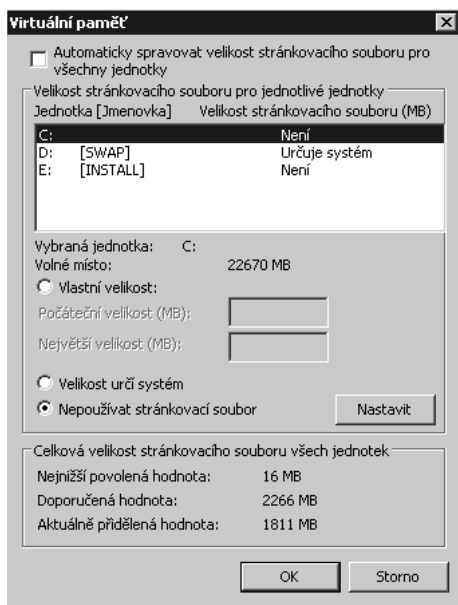 Virtuální paměť
Automaticky spravovat velikost stránkovacího souboru pro
všechny jednotky
Velikost stránkovacího souboru pro jednotlivé jednotky
Jednotka [Jmenovka] Velikost stránkovacího souboru (MB)
C: Není
D: [SWAP] Určuje systém
E: [INSTALL] Není
Vybraná jednotka: C:
Volné místo: 22670 MB
Vlastní velikost:
Počáteční velikost (MB):
Největší velikost (MB):
Velikost určí systém
Nepoužívat stránkovací soubor Nastavit
Celková velikost stránkovacího souboru všech jednotek
Nejnižší povolená hodnota: 16 MB
Doporučená hodnota: 2266 MB
Aktuálně přidělená hodnota: 1811 MB
OK Storno